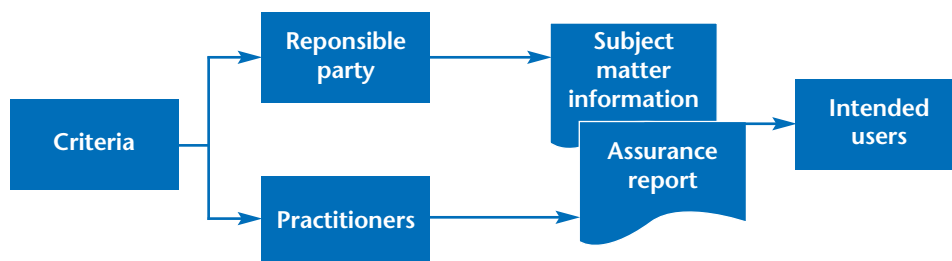 Criteria
Reponsible
party
Practitioners
Subject
matter
information
Assurance
report
Intended
users